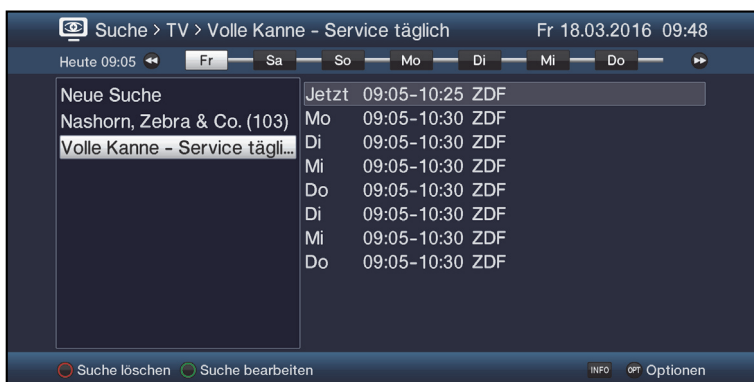 Suche > TV > Volle Kanne - Service täglich Fr 18.03.2016 09:48
Heute 09:05 Fr Sa So Mo Di Mi Do
Neue Suche
Nashorn, Zebra & Co. (103)
Volle Kanne - Service tägli...
Jetzt 09:05-10:25 ZDF
Mo 09:05-10:30 ZDF
Di 09:05-10:30 ZDF
Mi 09:05-10:30 ZDF
Do 09:05-10:30 ZDF
Di 09:05-10:30 ZDF
Mi 09:05-10:30 ZDF
Do 09:05-10:30 ZDF
Suche löschen Suche bearbeiten INFO OPT Optionen